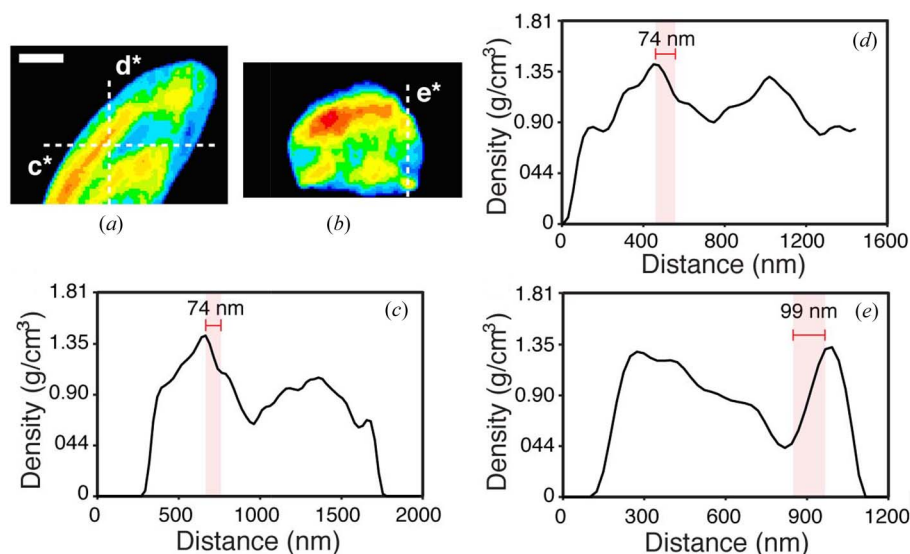 d*
c*
(a)
e*
(b)
1.81
1.35
0.90
044
0
Density (g/cm³)
74 nm
(d)
0
400
800
1200
1600
Distance (nm)
1.81
1.35
0.90
044
0
Density (g/cm³)
74 nm
(c)
0
500
1000
1500
2000
Distance (nm)
1.81
1.35
0.90
044
0
Density (g/cm³)
99 nm
(e)
0
300
600
900
1200
Distance (nm)